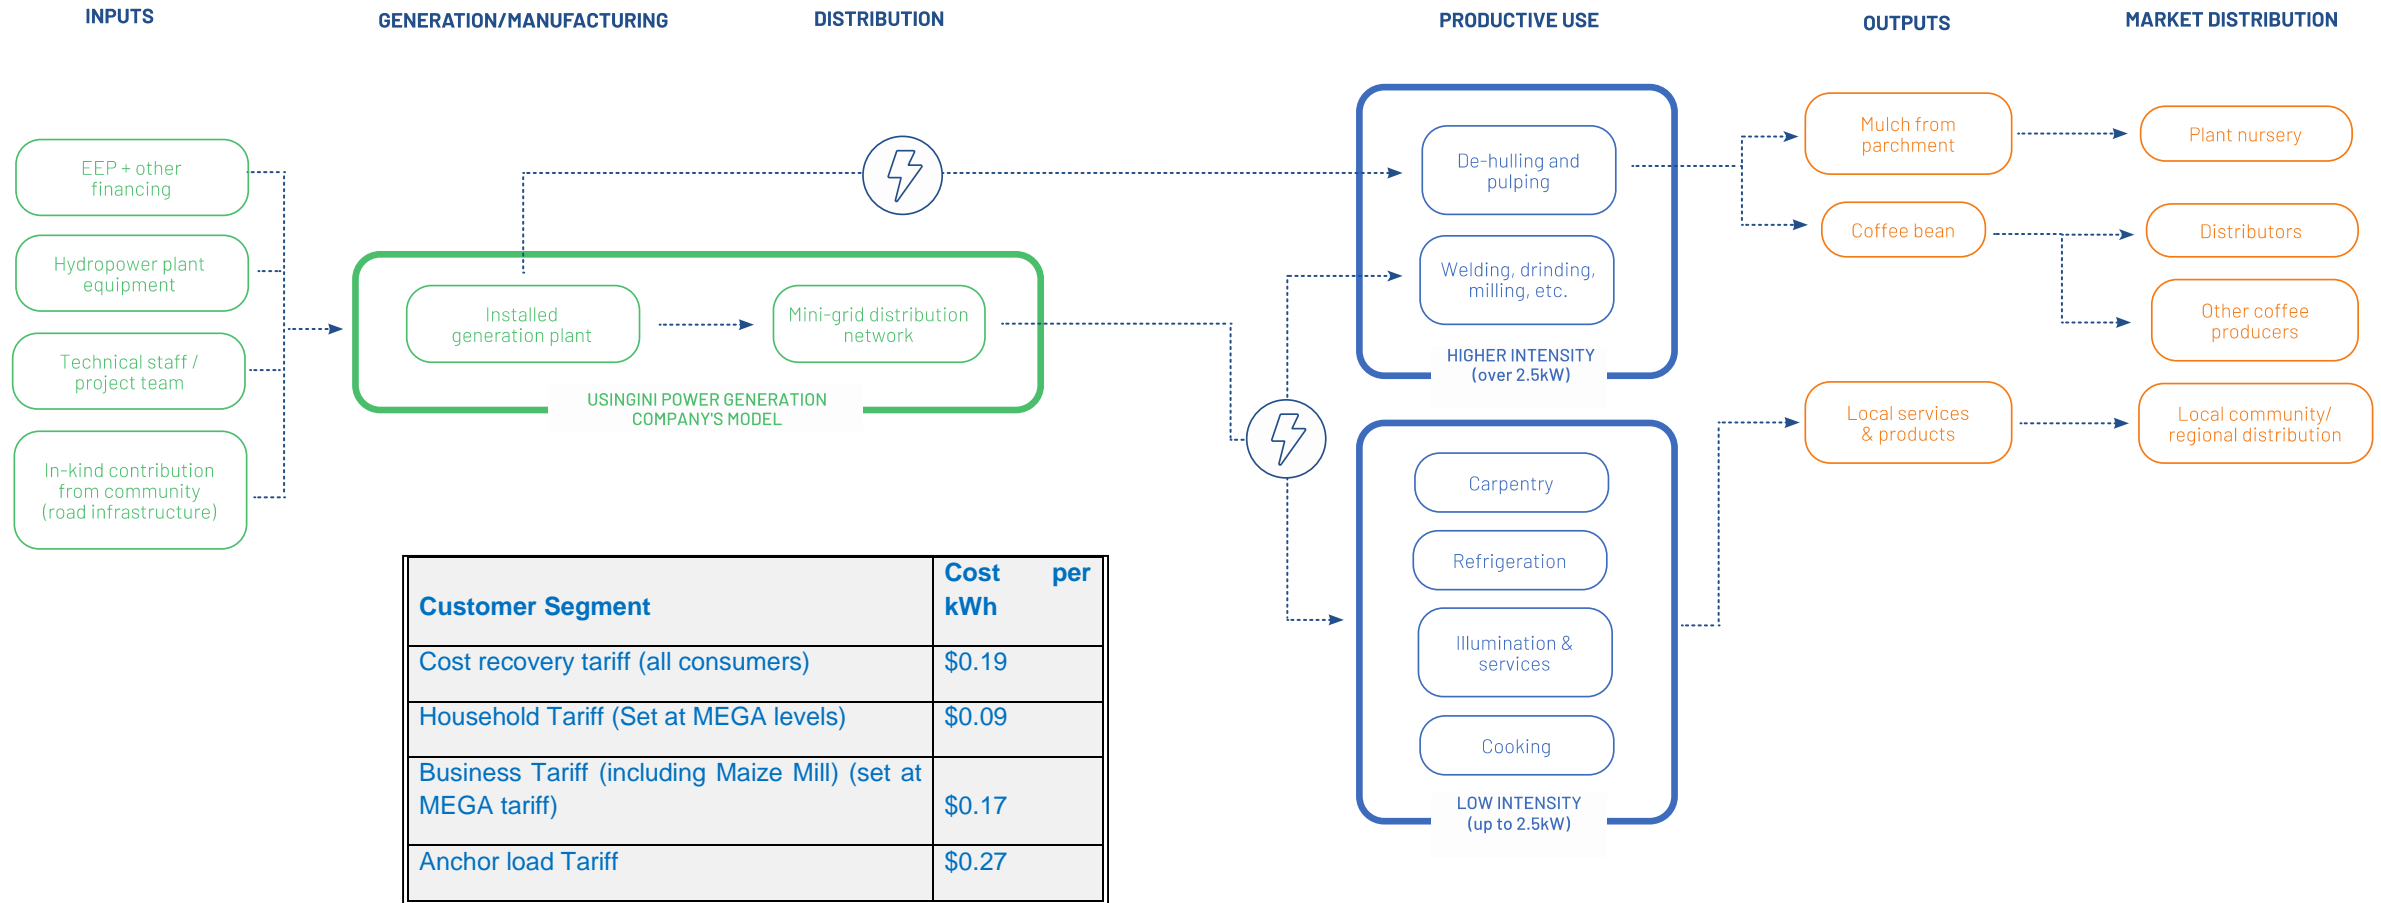 INPUTS
GENERATION/MANUFACTURING
DISTRIBUTION
PRODUCTIVE USE
OUTPUTS
MARKET DISTRIBUTION
EEP + other
financing
Hydropower plant
equipment
Technical staff /
project team
In-kind contribution
from community
(road infrastructure)
Installed
generation plant
Mini-grid distribution
network
USINGINI POWER GENERATION
COMPANY'S MODEL
De-hulling and
pulping
Welding, drinding,
milling, etc.
HIGHER INTENSITY
(over 2.5kW)
Carpentry
Refrigeration
Illumination &
services
Cooking
LOW INTENSITY
(up to 2.5kW)
Mulch from
parchment
Coffee bean
Local services
& products
Plant nursery
Distributors
Other coffee
producers
Local community/
regional distribution
Customer Segment
Cost per
kWh
Cost recovery tariff (all consumers)
$0.19
Household Tariff (Set at MEGA levels)
$0.09
Business Tariff (including Maize Mill) (set at
MEGA tariff)
$0.17
Anchor load Tariff
$0.27